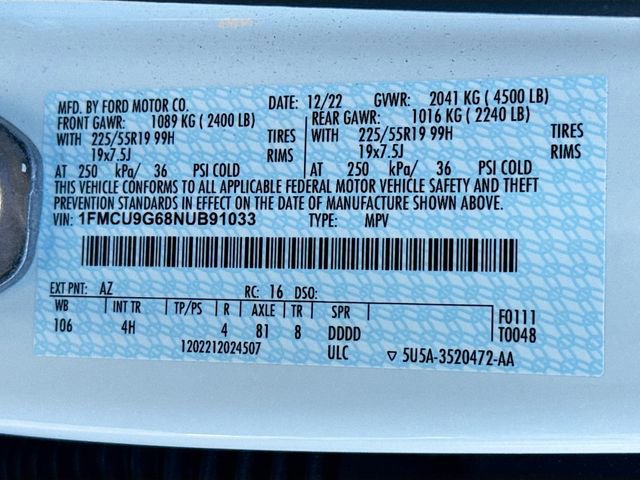 MFD. BY FORD MOTOR CO. DATE: 12/22 GVWR: 2041 KG ( 4500 LB)
FRONT GAWR: 1089 KG ( 2400 LB) REAR GAWR: 1016 KG ( 2240 LB)
WITH 225/55R19 99H TIRES WITH 225/55R19 99H TIRES
19x7.5J RIMS 19x7.5J RIMS
AT 250 kPa/ 36 PSI COLD AT 250 kPa/ 36 PSI COLD
THIS VEHICLE CONFORMS TO ALL APPLICABLE FEDERAL MOTOR VEHICLE SAFETY AND THEFT
PREVENTION STANDARDS IN EFFECT ON THE DATE OF MANUFACTURE SHOWN ABOVE.
VIN: 1FMCU9G68NUB91033 TYPE: MPV
EXT PNT: AZ RC: 16 DSO:
WB INT TR TP/PS R AXLE TR SPR F0111
106 4H 4 81 8 DDDD T0048
1202212024507 ULC ▽ 5U5A-3520472-AA